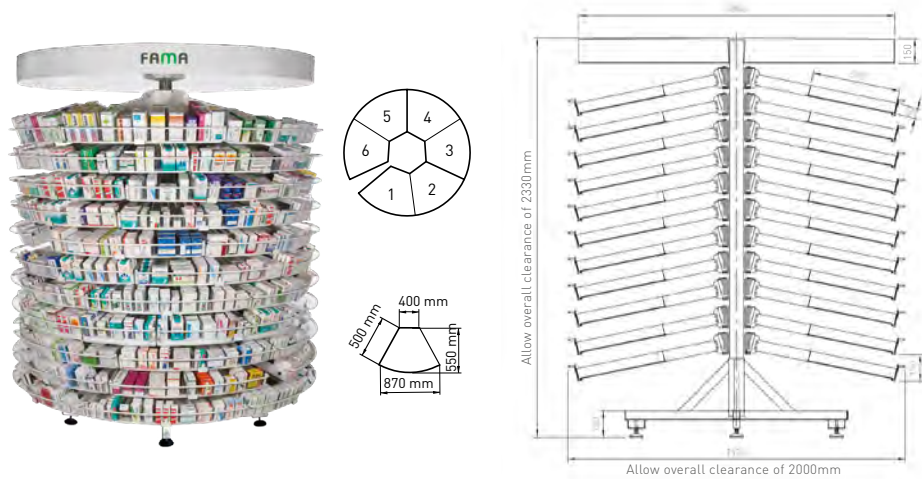 FAMA
5
4
6
3
1
2
400 mm
500 mm
550 mm
870 mm
150
Allow overall clearance of 2330mm
Allow overall clearance of 2000mm